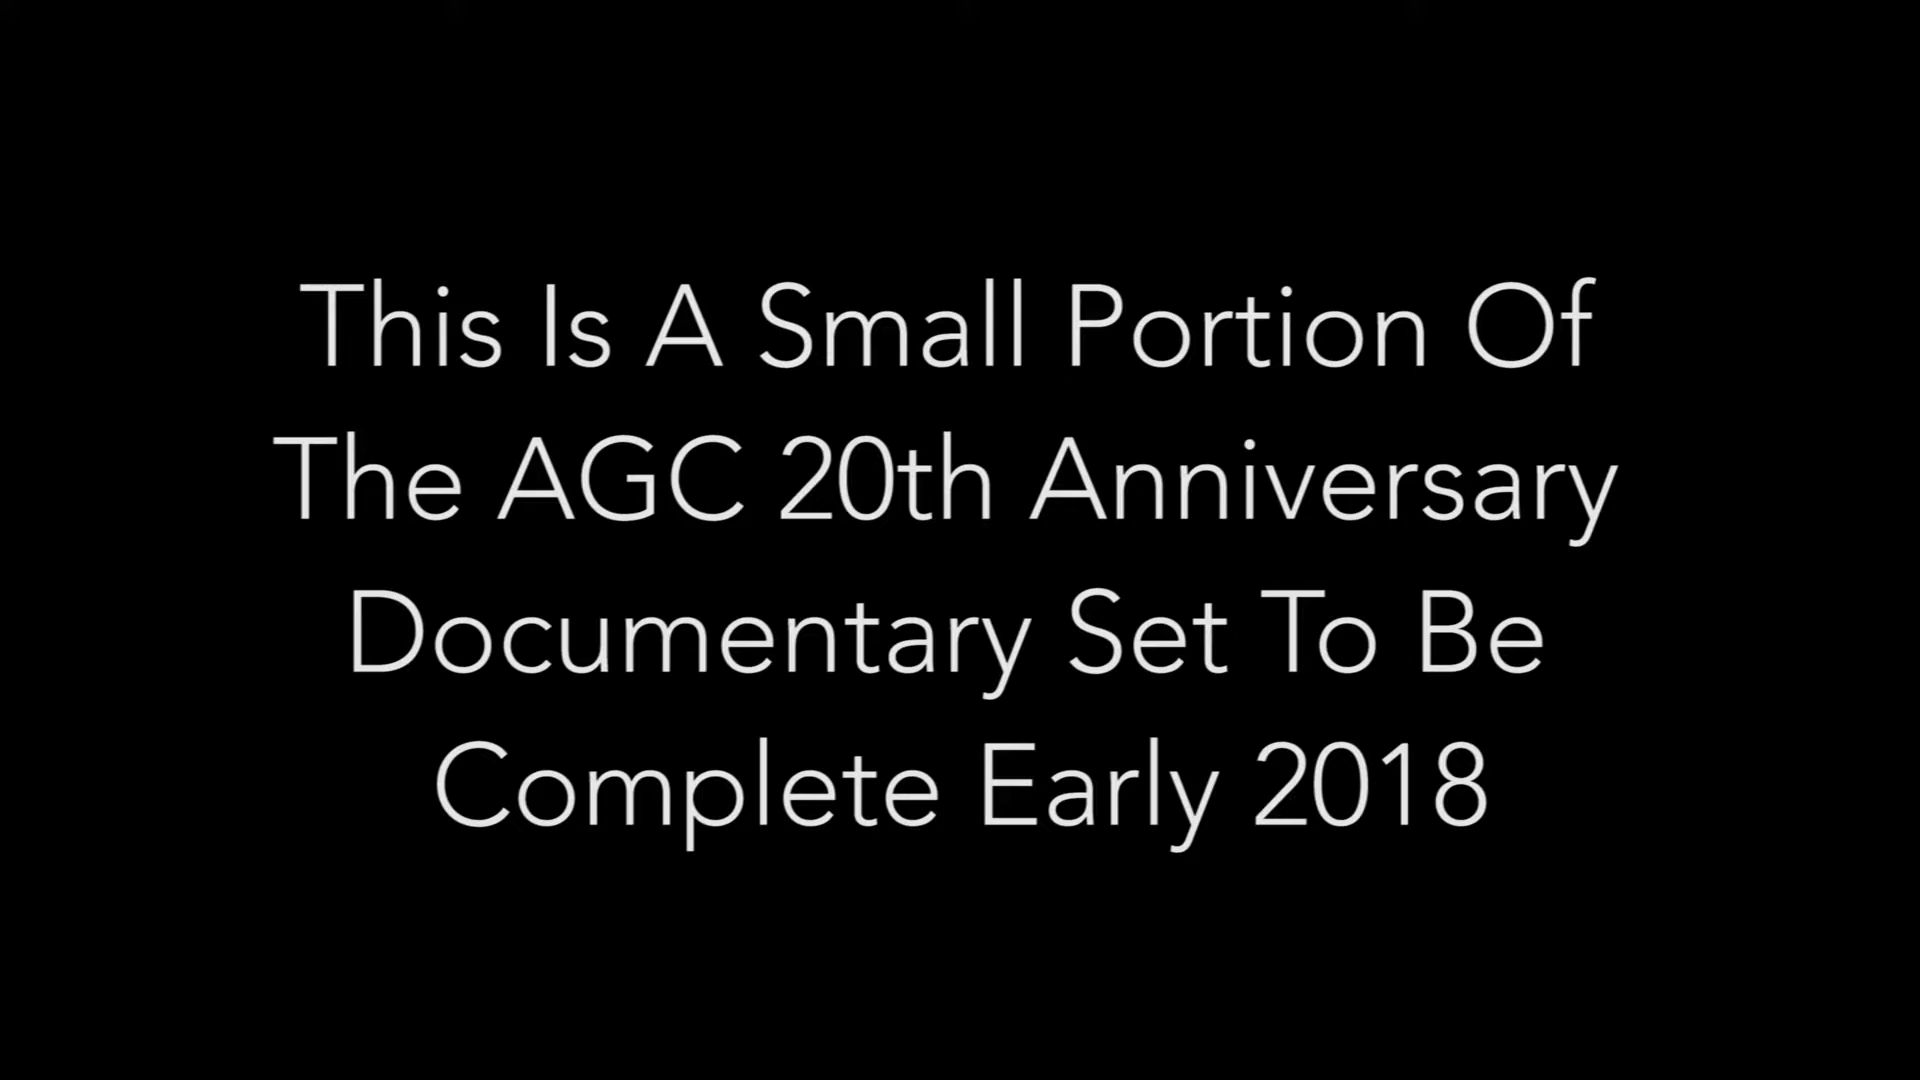 This Is A Small Portion Of
The AGC 20th Anniversary
Documentary Set To Be
Complete Early 2018